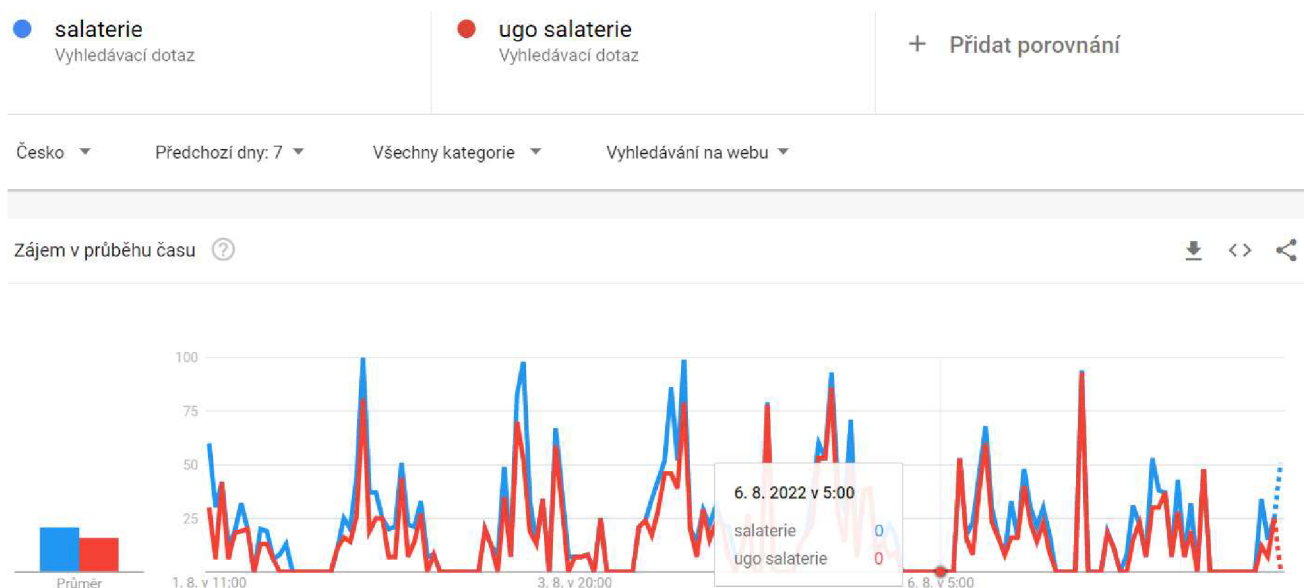 salaterie
Vyhledávací dotaz
ugo salaterie
Vyhledávací dotaz
+ Přidat porovnání
Česko
Předchozí dny: 7
Všechny kategorie
Vyhledávání na webu
Zájem v průběhu času
?
100
75
50
25
6. 8. 2022 v 5:00
salaterie 0
ugo salaterie 0
Průměr
1. 8. v 11:00
3. 8. v 20:00
6. 8. v 5:00